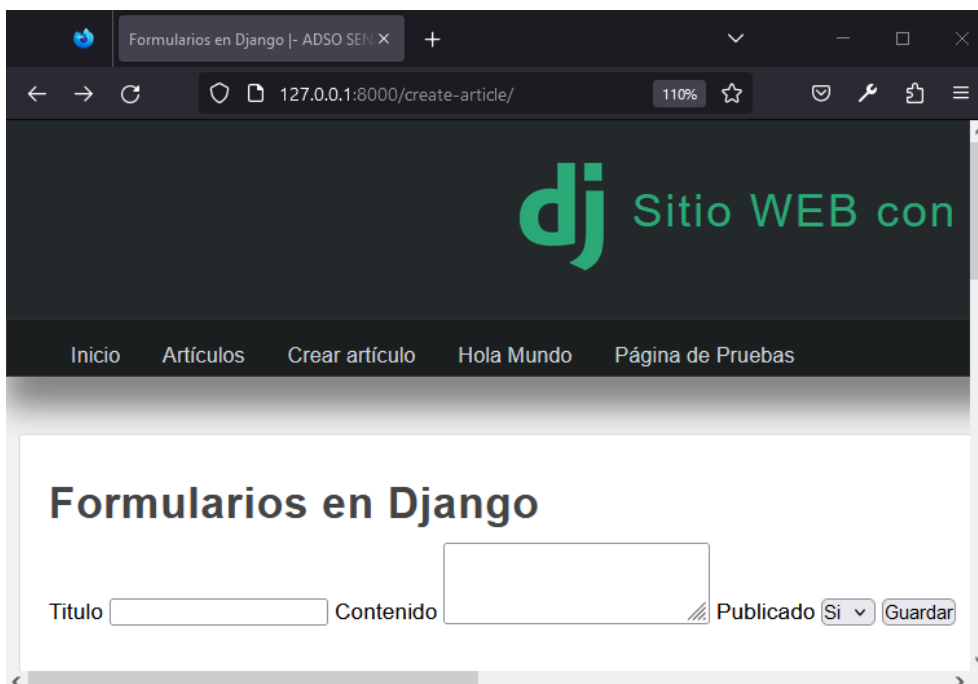 Formularios en Django |- ADSO SEN
127.0.0.1:8000/create-article/
110%
dj Sitio WEB con
Inicio Artículos Crear artículo Hola Mundo Página de Pruebas
Formularios en Django
Titulo Contenido Publicado Si Guardar